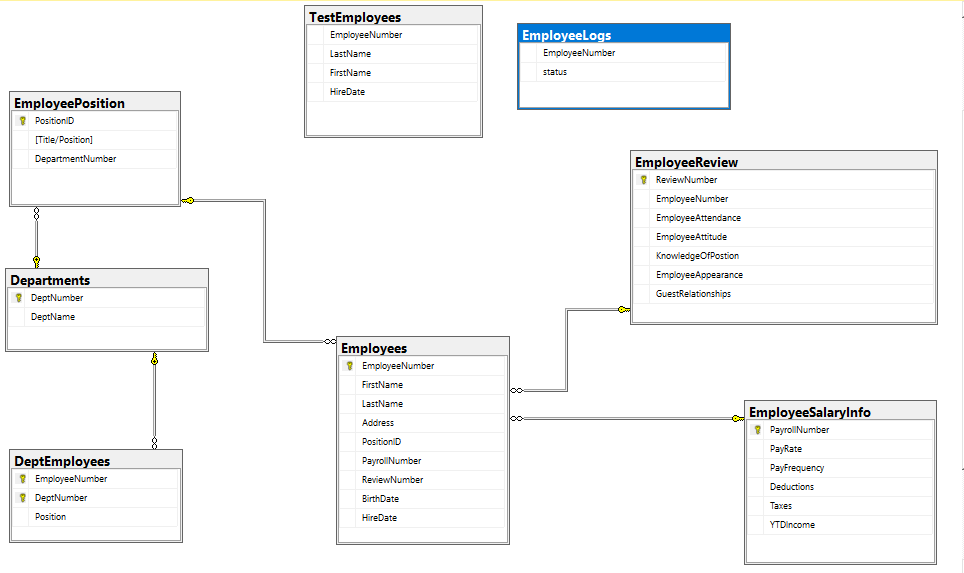 TestEmployees
EmployeeNumber
LastName
FirstName
HireDate
EmployeeLogs
EmployeeNumber
status
EmployeePosition
PositionID
[Title/Position]
DepartmentNumber
EmployeeReview
ReviewNumber
EmployeeNumber
EmployeeAttendance
EmployeeAttitude
KnowledgeOfPostion
EmployeeAppearance
GuestRelationships
Departments
DeptNumber
DeptName
Employees
EmployeeNumber
FirstName
LastName
Address
PositionID
PayrollNumber
ReviewNumber
BirthDate
HireDate
EmployeeSalaryInfo
PayrollNumber
PayRate
PayFrequency
Deductions
Taxes
YTDIncome
DeptEmployees
EmployeeNumber
DeptNumber
Position